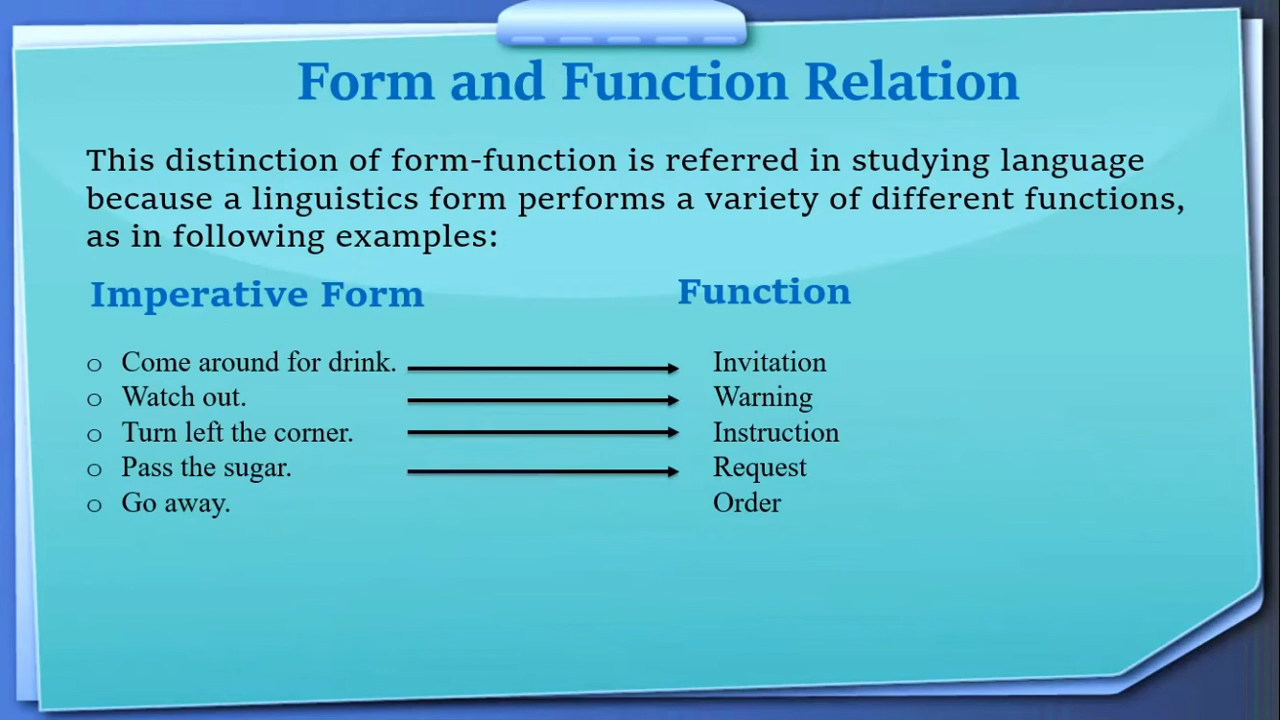 Form and Function Relation
This distinction of form-function is referred in studying language
because a linguistics form performs a variety of different functions,
as in following examples:
Imperative Form Function
o Come around for drink. Invitation
o Watch out. Warning
o Turn left the corner. Instruction
o Pass the sugar. Request
o Go away. Order